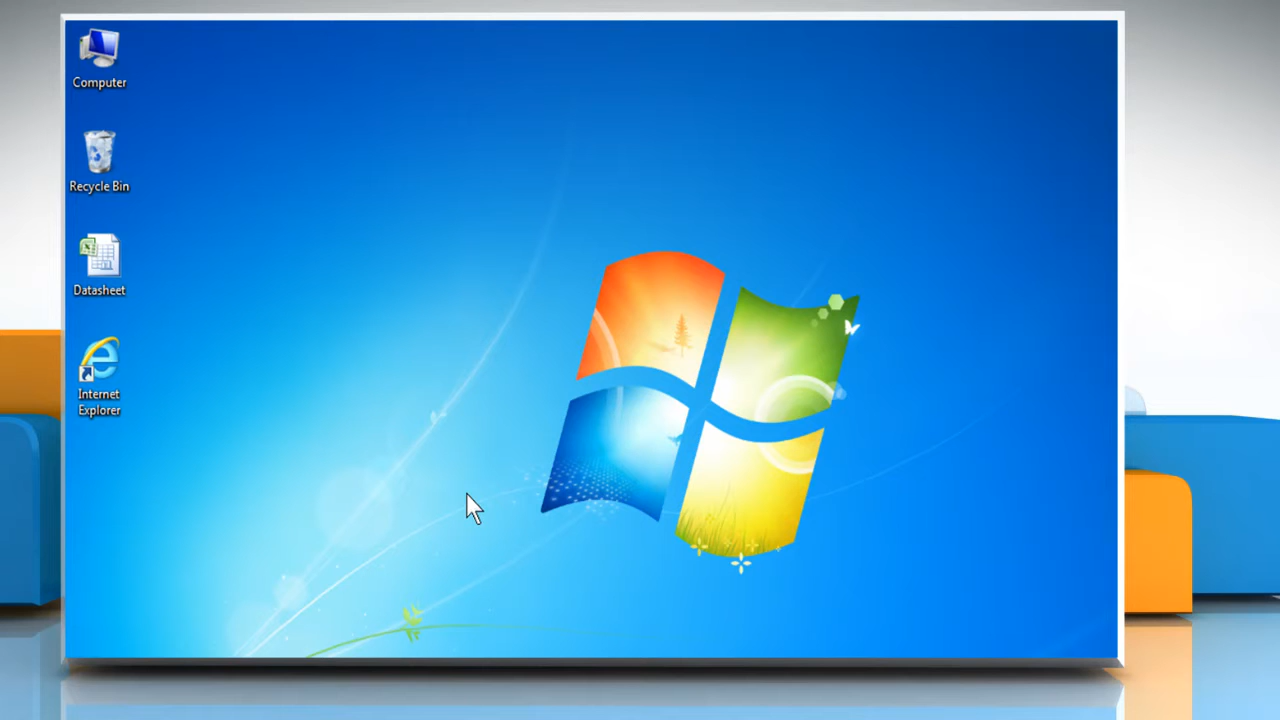 Computer
Recycle Bin
Datasheet
Internet
Explorer